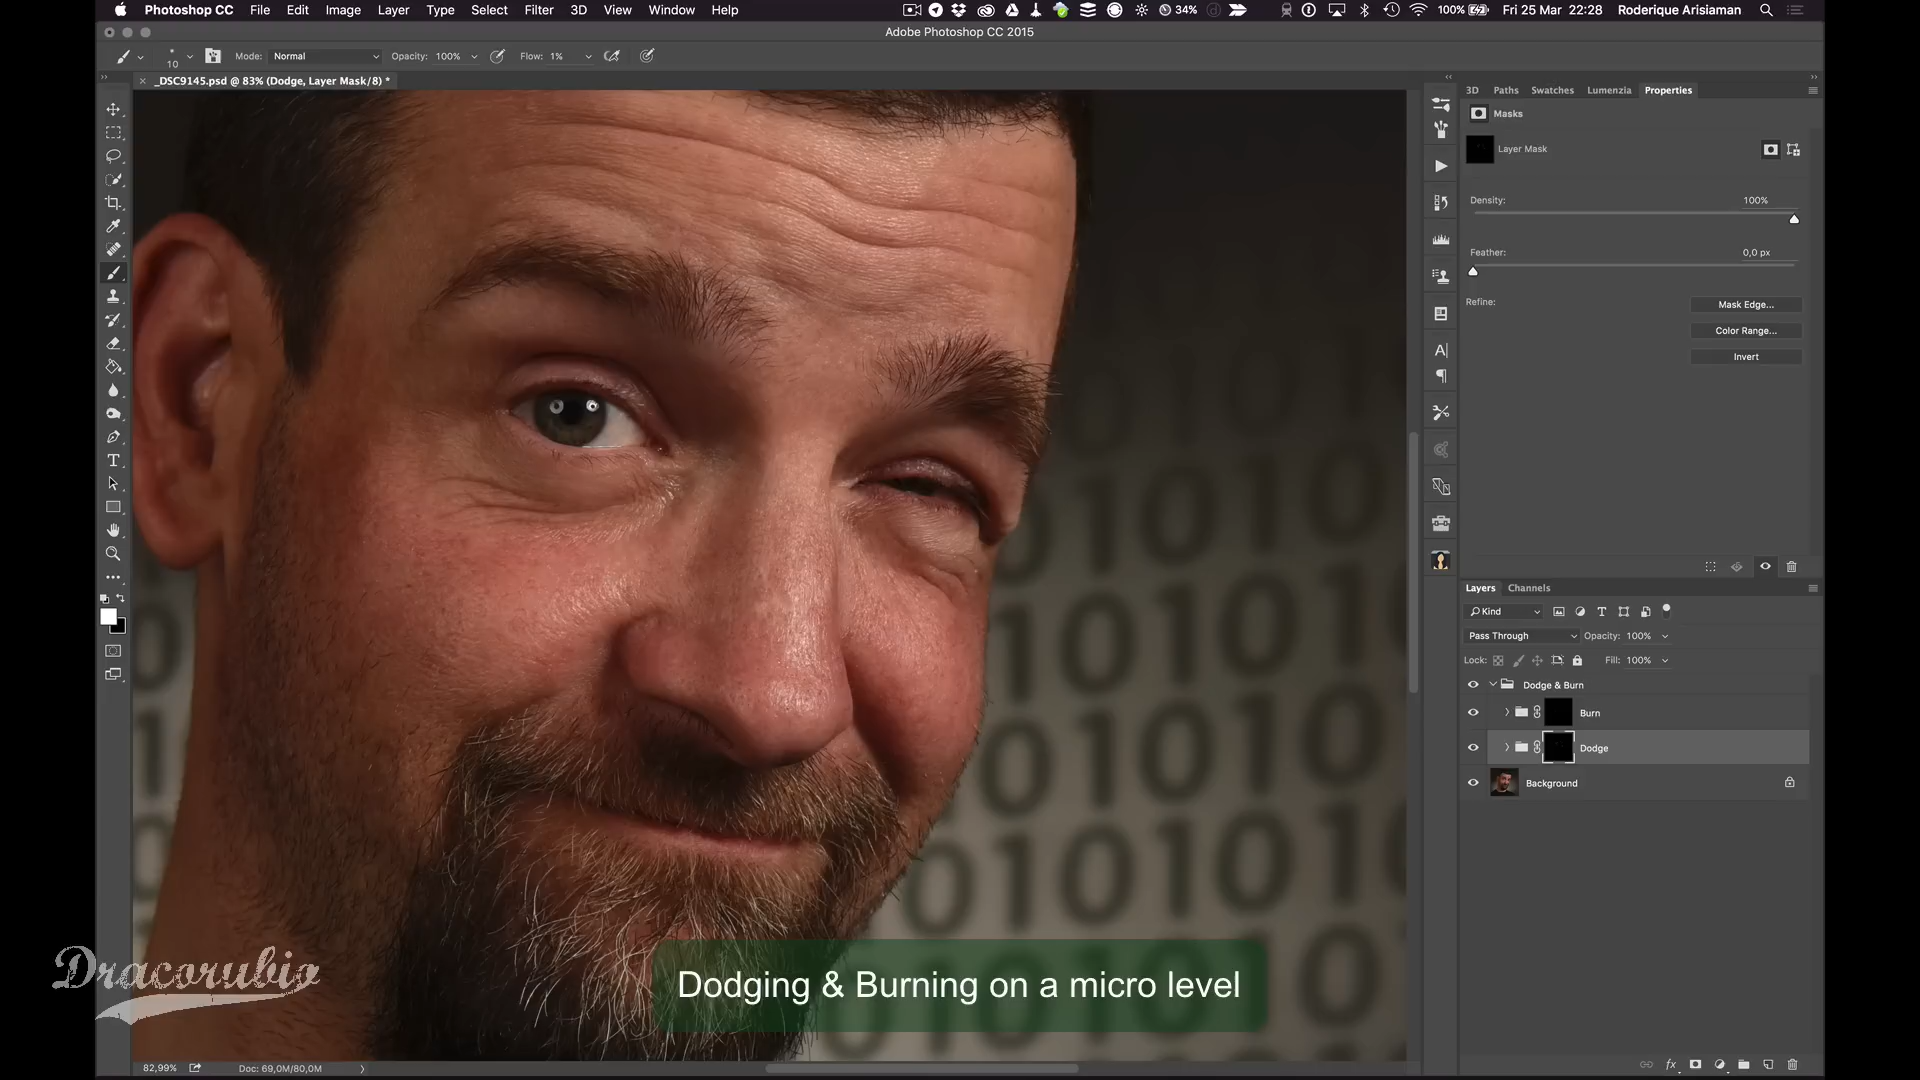 Photoshop CC File Edit Image Layer Type Select Filter 3D View Window Help 34% 100% Fri 25 Mar 22:28 Roderique Arisiaman
Adobe Photoshop CC 2015
10 Mode: Normal Opacity: 100% Flow: 1%
_DSC9145.psd @ 83% (Dodge, Layer Mask/8) *
3D Paths Swatches Lumenzia Properties
Masks
Layer Mask
Density: 100%
Feather: 0,0 px
Refine: Mask Edge...
Color Range...
Invert
Layers Channels
Kind
Pass Through Opacity: 100%
Lock: Fill: 100%
Dodge & Burn
Burn
Dodge
Background
Dracorubio
Dodging & Burning on a micro level
82,99% Doc: 69,0M/80,0M